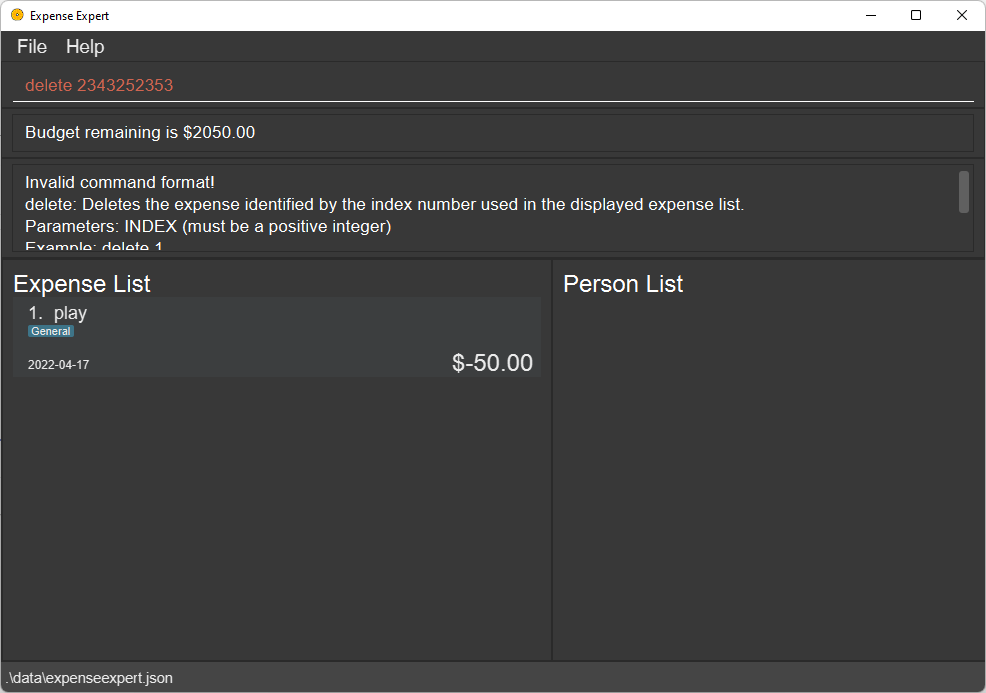 Expense Expert
File Help
delete 2343252353
Budget remaining is $2050.00
Invalid command format!
delete: Deletes the expense identified by the index number used in the displayed expense list.
Parameters: INDEX (must be a positive integer)
Example: delete 1
Expense List
1. play
General
2022-04-17
$-50.00
Person List
.\data\expenseexpert.json